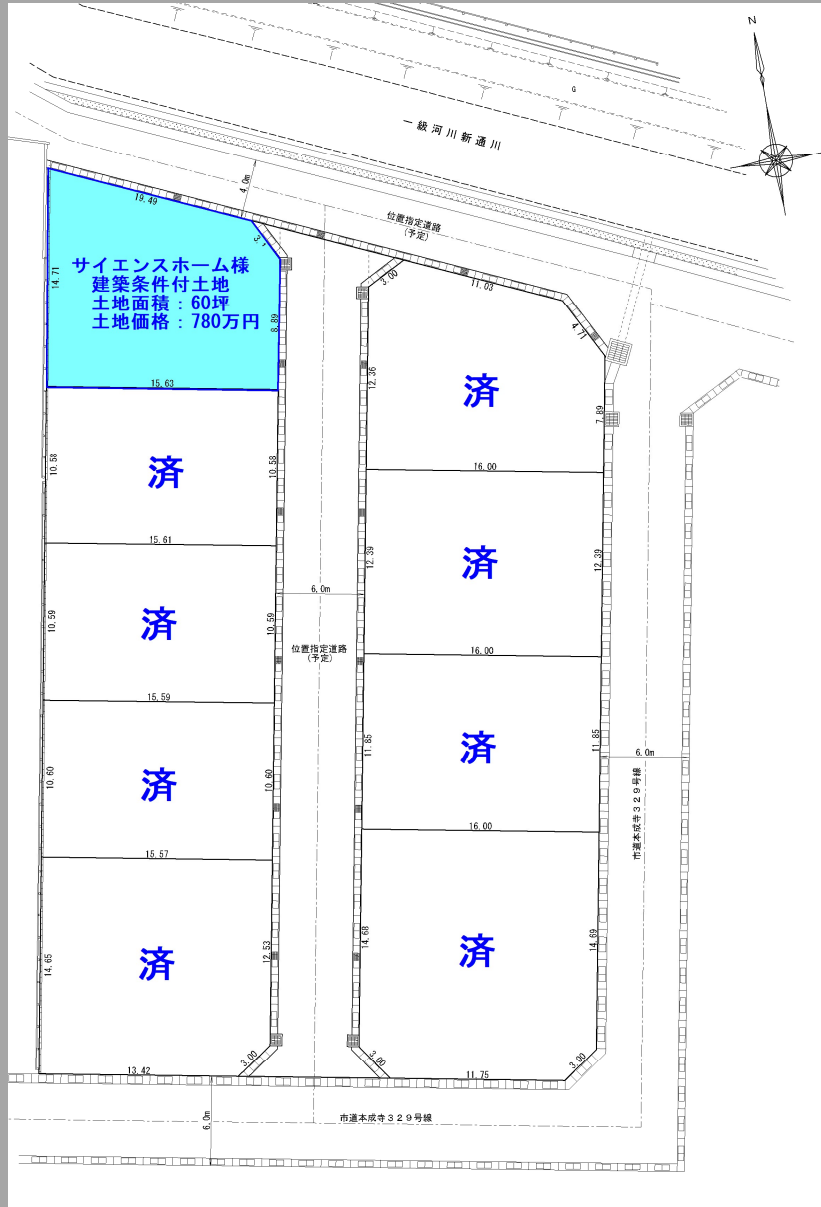 N
G
一級河川新通川
4.0m
位置指定道路
(予定)
19.49
サイエンスホーム様
建築条件付土地
土地面積：60坪
土地価格：780万円
14.71
8.89
15.63
3.00
11.03
4.71
12.36
済
7.89
16.00
10.58
済
10.58
15.61
12.39
済
12.39
16.00
6.0m
位置指定道路
(予定)
10.59
済
10.59
15.59
11.85
済
11.85
16.00
6.0m
市道本成寺329号線
10.60
済
10.60
15.57
14.65
済
12.53
13.42
3.00
14.68
済
14.69
3.00
11.75
3.90
6.0m
市道本成寺329号線